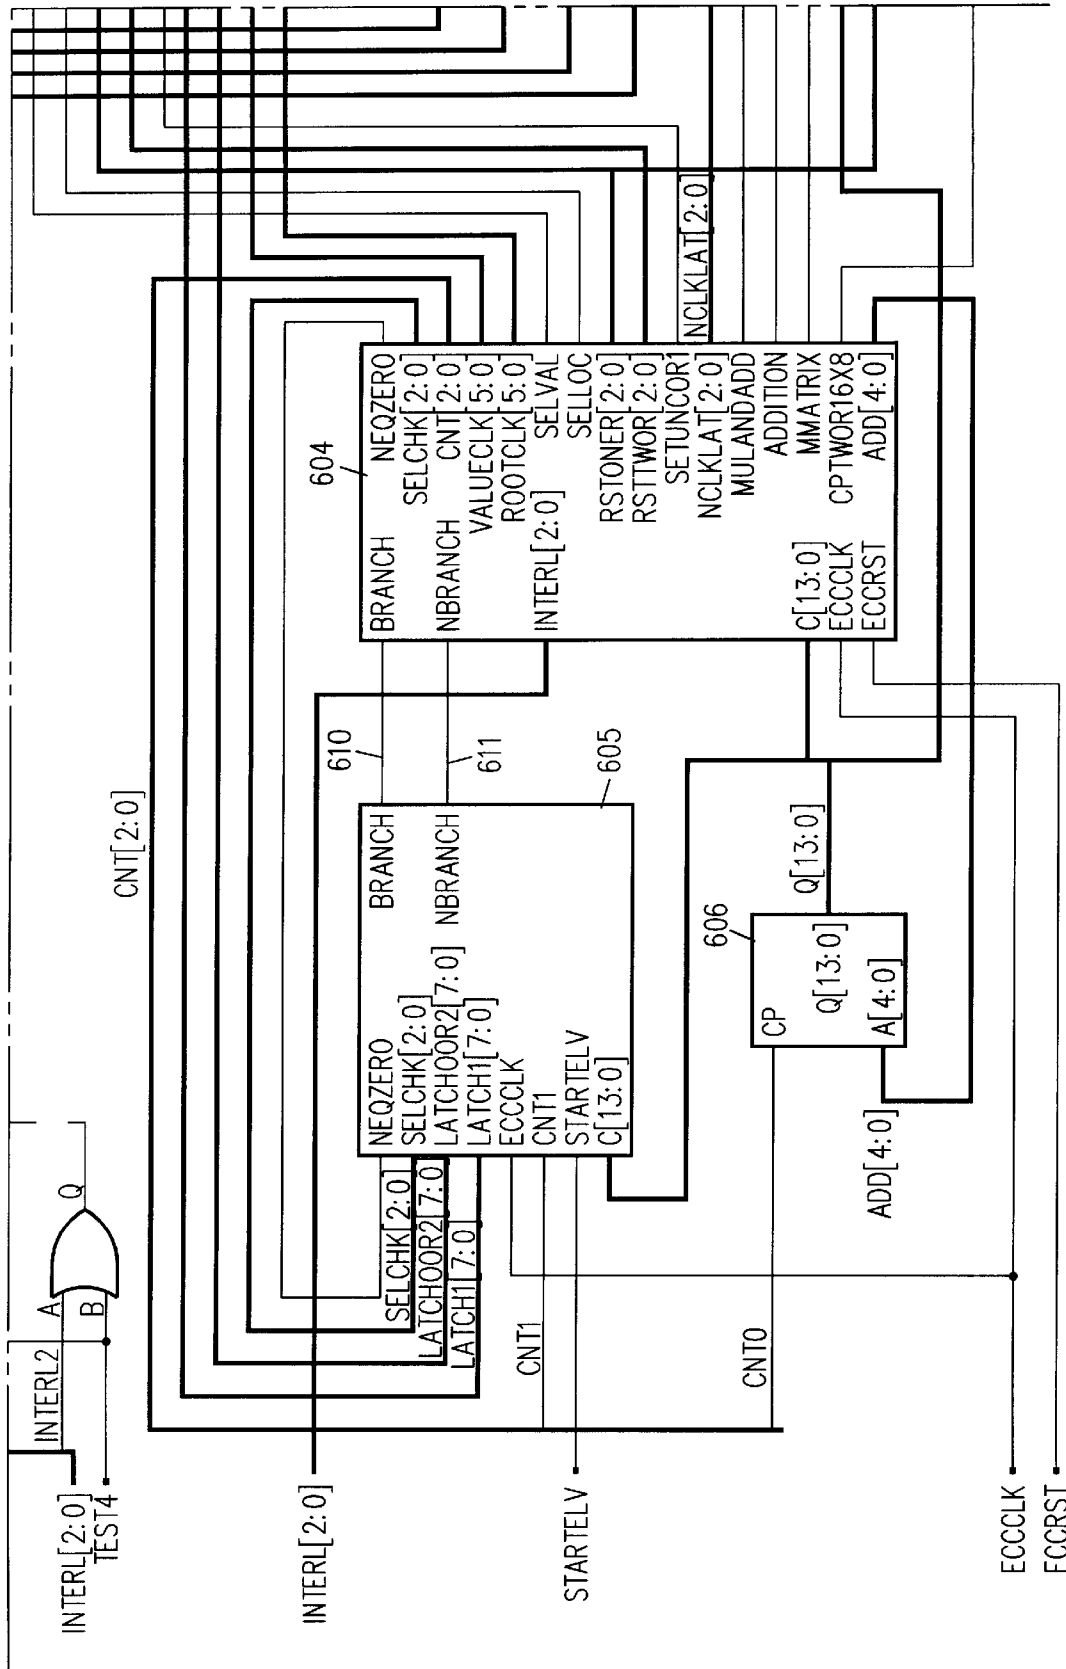 INTERL[2:0]
TEST4
INTERL2
A
B
Q
CNT[2:0]
INTERL[2:0]
STARTELV
ECCCLK
ECCRST
SELCHK[2:0]
LATCHOOR2[7:0]
LATCH1[7:0]
CNT1
CNT0
NEQZERO
SELCHK[2:0]
LATCHOOR2[7:0]
LATCH1[7:0]
ECCCLK
CNT1
STARTELV
C[13:0]
BRANCH
NBRANCH
605
610
611
ADD[4:0]
CP
Q[13:0]
A[4:0]
606
Q[13:0]
604
BRANCH
NBRANCH
INTERL[2:0]
C[13:0]
ECCCLK
ECCRST
NEQZERO
SELCHK[2:0]
CNT[2:0]
VALUECLK[5:0]
ROOTCLK[5:0]
SELVAL
SELLOC
RSTONER[2:0]
RSTTWOR[2:0]
SETUNCOR1
NCLKLAT[2:0]
MULANDADD
ADDITION
MMATRIX
CPTWOR16X8
ADD[4:0]
NCLKLAT[2:0]